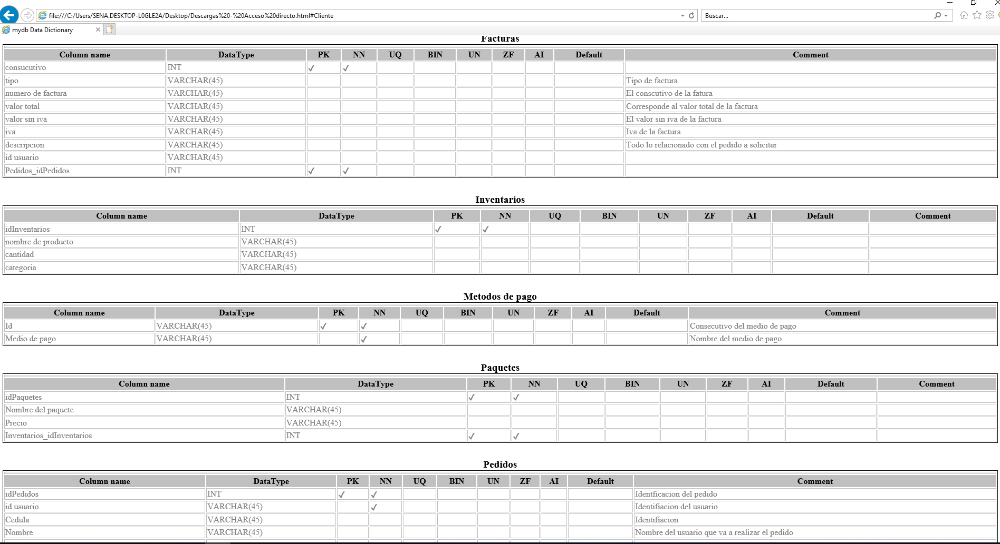 file:///C:/Users/SENA.DESKTOP-L0GLE2A/Desktop/Descargas%20-%20Acceso%20directo.html#Cliente Buscar...
mydb Data Dictionary
Facturas
Column name DataType PK NN UQ BIN UN ZF AI Default Comment
consucutivo INT ✓ ✓
tipo VARCHAR(45) Tipo de factura
numero de factura VARCHAR(45) El conscutivo de la fatura
valor total VARCHAR(45) Corresponde al valor total de la factura
valor sin iva VARCHAR(45) El valor sin iva de la factura
iva VARCHAR(45) Iva de la factura
descripcion VARCHAR(45) Todo lo relacionado con el pedido a solicitar
id usuario VARCHAR(45)
Pedidos_idPedidos INT ✓ ✓
Inventarios
Column name DataType PK NN UQ BIN UN ZF AI Default Comment
idInventarios INT ✓ ✓
nombre de producto VARCHAR(45)
cantidad VARCHAR(45)
categoria VARCHAR(45)
Metodos de pago
Column name DataType PK NN UQ BIN UN ZF AI Default Comment
Id VARCHAR(45) ✓ ✓ Consecutivo del medio de pago
Medio de pago VARCHAR(45) ✓ Nombre del medio de pago
Paquetes
Column name DataType PK NN UQ BIN UN ZF AI Default Comment
idPaquetes INT ✓ ✓
Nombre del paquete VARCHAR(45)
Precio VARCHAR(45)
Inventarios_idInventarios INT ✓ ✓
Pedidos
Column name DataType PK NN UQ BIN UN ZF AI Default Comment
idPedidos INT ✓ ✓ Identficacion del pedido
id usuario VARCHAR(45) ✓ Identifiacion del usuario
Cedula VARCHAR(45) Identifiacion
Nombre VARCHAR(45) Nombre del usuario que va a realizar el pedido